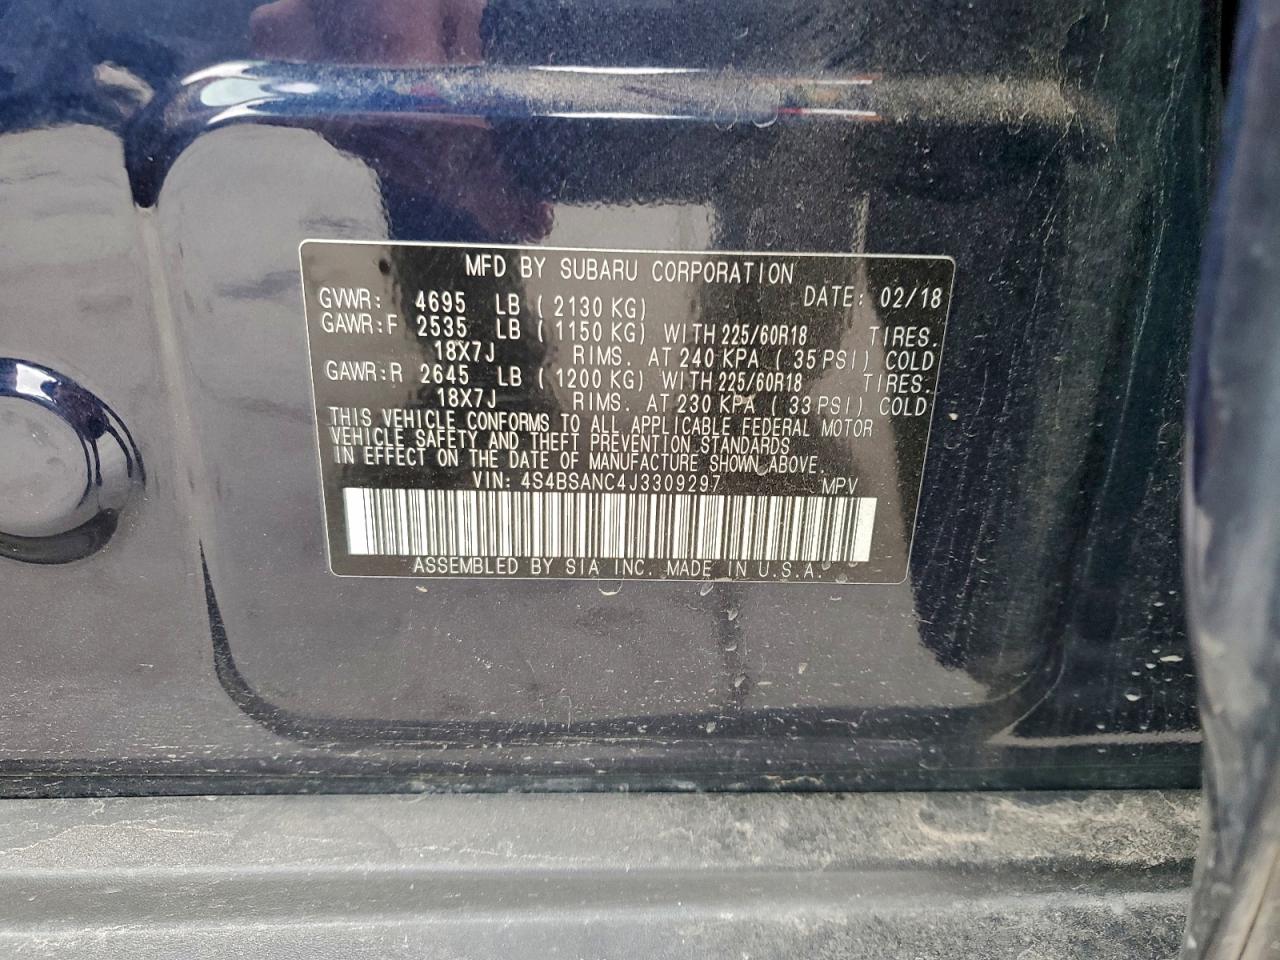 MFD BY SUBARU CORPORATION
GVWR: 4695 LB ( 2130 KG) DATE: 02/18
GAWR:F 2535 LB ( 1150 KG) WITH 225/60R18 TIRES.
18X7J RIMS. AT 240 KPA ( 35 PSI) COLD
GAWR:R 2645 LB ( 1200 KG) WITH 225/60R18 TIRES.
18X7J RIMS. AT 230 KPA ( 33 PSI) COLD
THIS VEHICLE CONFORMS TO ALL APPLICABLE FEDERAL MOTOR
VEHICLE SAFETY AND THEFT PREVENTION STANDARDS
IN EFFECT ON THE DATE OF MANUFACTURE SHOWN ABOVE.
VIN: 4S4BSANC4J3309297 MPV
ASSEMBLED BY SIA INC. MADE IN U.S.A.